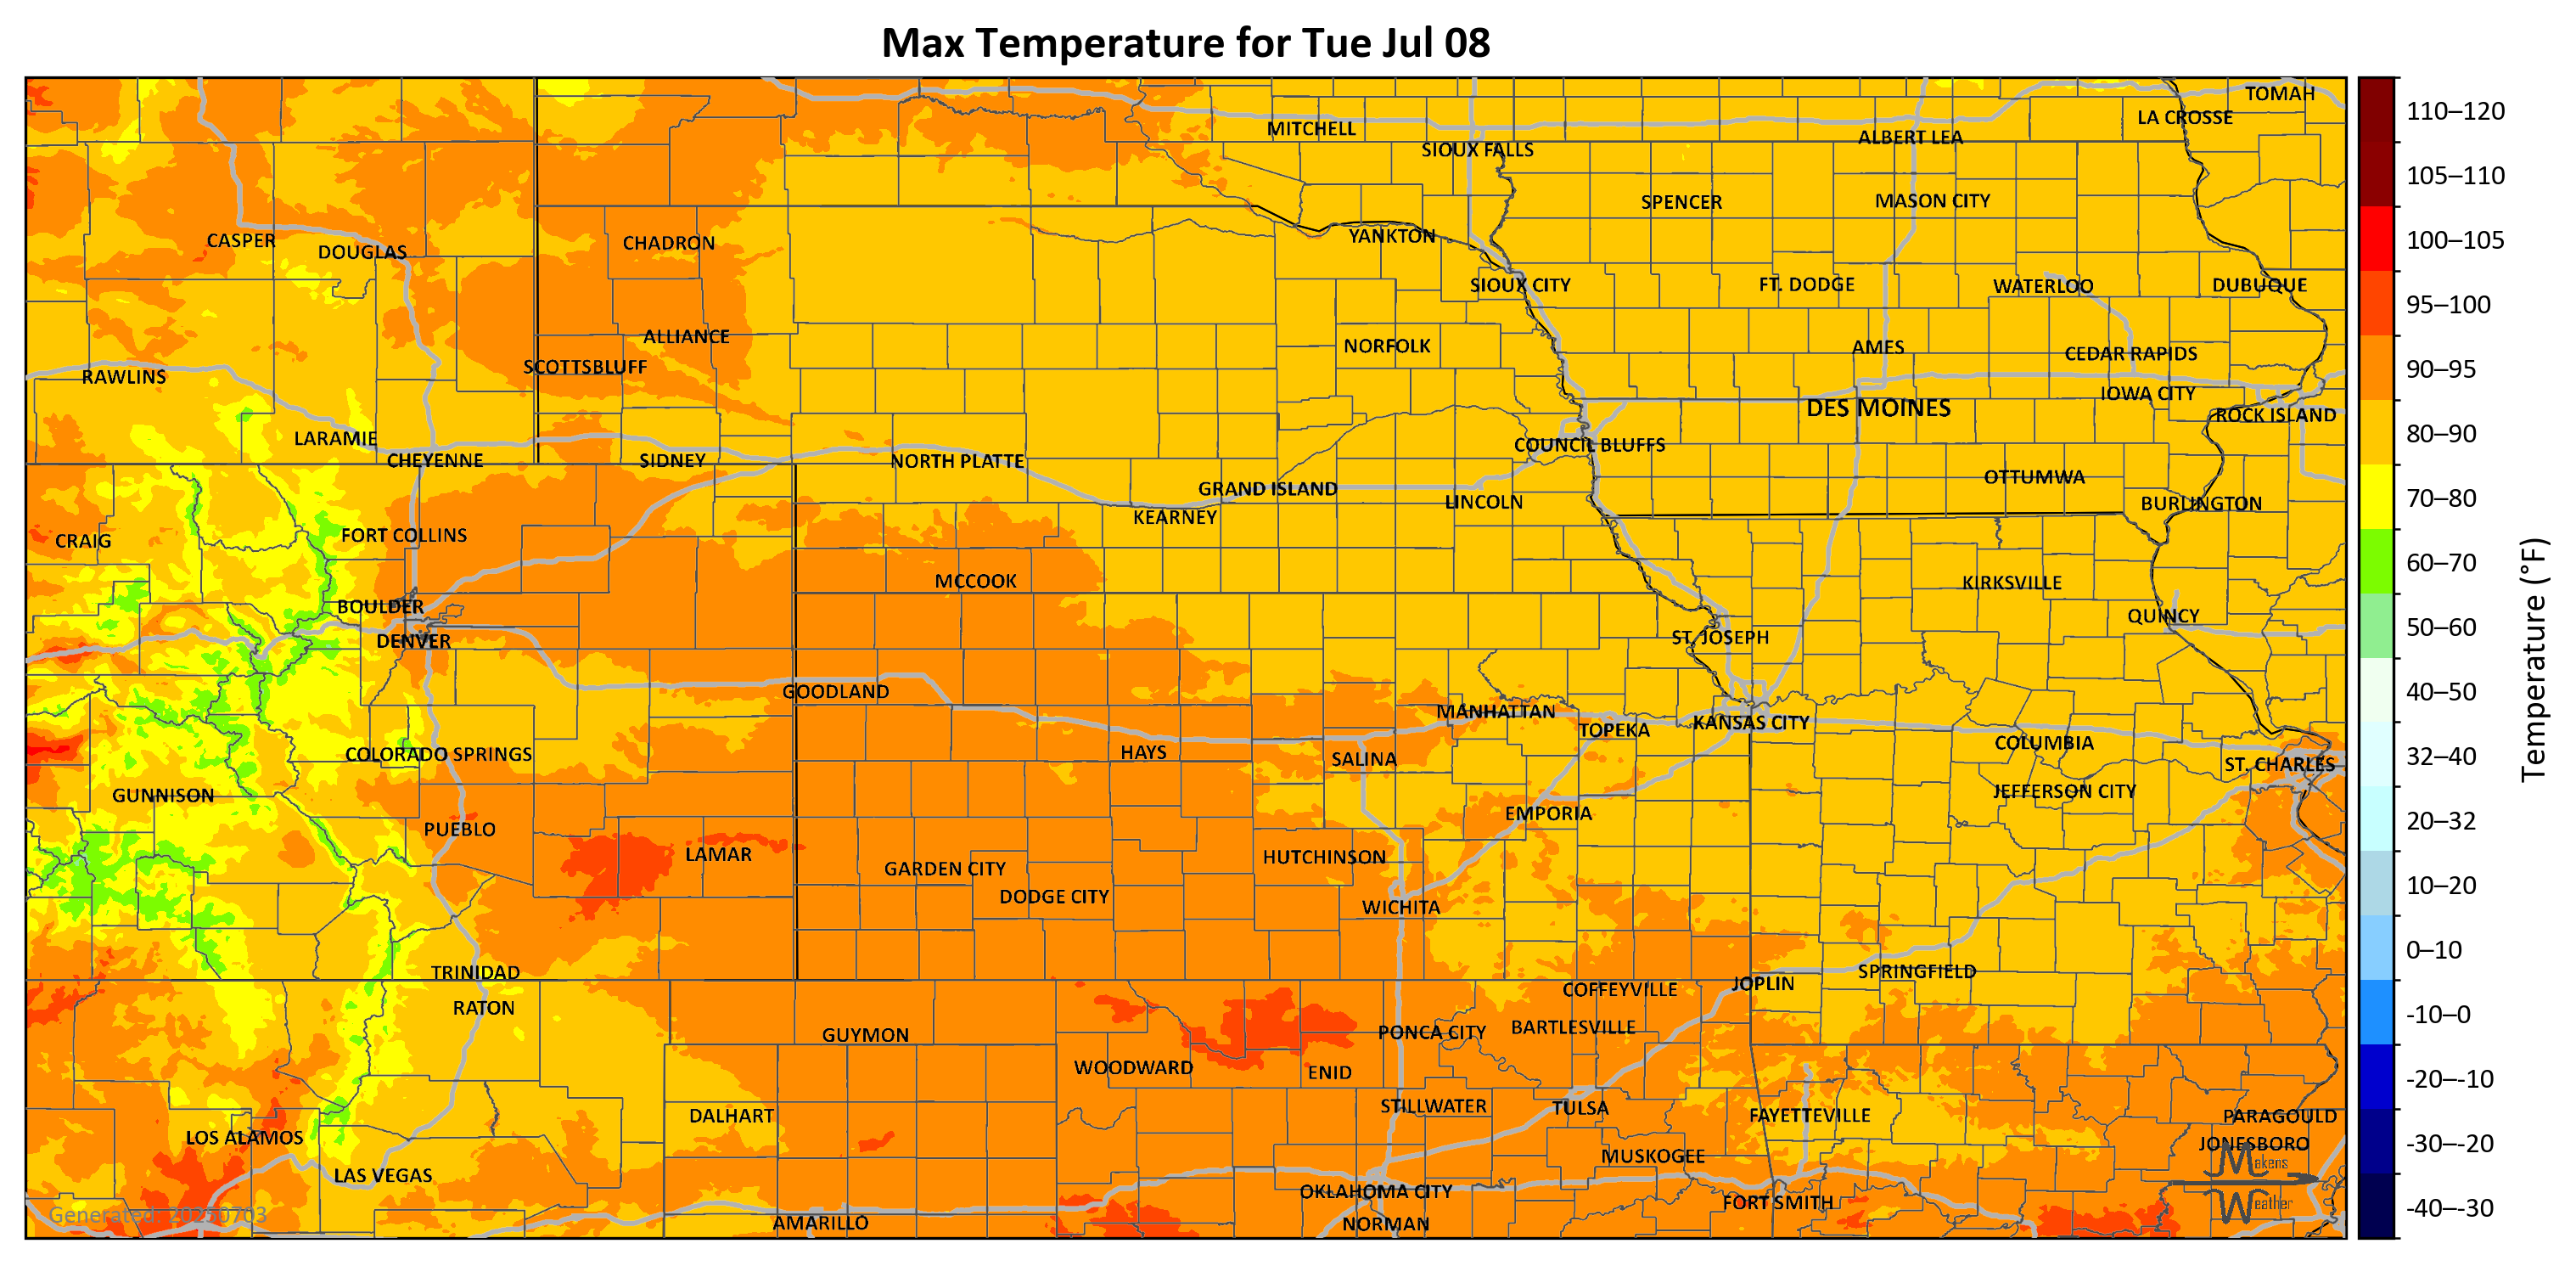 Max Temperature for Tue Jul 08
TOMAH
LA CROSSE
MITCHELL
ALBERT LEA
SIOUX FALLS
SPENCER
MASON CITY
CASPER
DOUGLAS
CHADRON
YANKTON
SIOUX CITY
FT. DODGE
WATERLOO
DUBUQUE
ALLIANCE
NORFOLK
AMES
CEDAR RAPIDS
SCOTTSBLUFF
RAWLINS
IOWA CITY
DES MOINES
ROCK ISLAND
LARAMIE
COUNCIL BLUFFS
CHEYENNE
SIDNEY
NORTH PLATTE
OTTUMWA
GRAND ISLAND
LINCOLN
BURLINGTON
KEARNEY
FORT COLLINS
CRAIG
MCCOOK
KIRKSVILLE
BOULDER
QUINCY
DENVER
ST. JOSEPH
GOODLAND
MANHATTAN
KANSAS CITY
TOPEKA
COLUMBIA
COLORADO SPRINGS
HAYS
SALINA
ST. CHARLES
GUNNISON
JEFFERSON CITY
EMPORIA
PUEBLO
LAMAR
HUTCHINSON
GARDEN CITY
DODGE CITY
WICHITA
TRINIDAD
SPRINGFIELD
JOPLIN
COFFEYVILLE
RATON
GUYMON
PONCA CITY
BARTLESVILLE
WOODWARD
ENID
DALHART
STILLWATER
TULSA
FAYETTEVILLE
PARAGOULD
LOS ALAMOS
JONESBORO
MUSKOGEE
LAS VEGAS
OKLAHOMA CITY
FORT SMITH
AMARILLO
NORMAN
Generated: 20250703
Makens
Weather
110–120
105–110
100–105
95–100
90–95
80–90
70–80
60–70
50–60
40–50
32–40
20–32
10–20
0–10
-10–0
-20–-10
-30–-20
-40–-30
Temperature (°F)